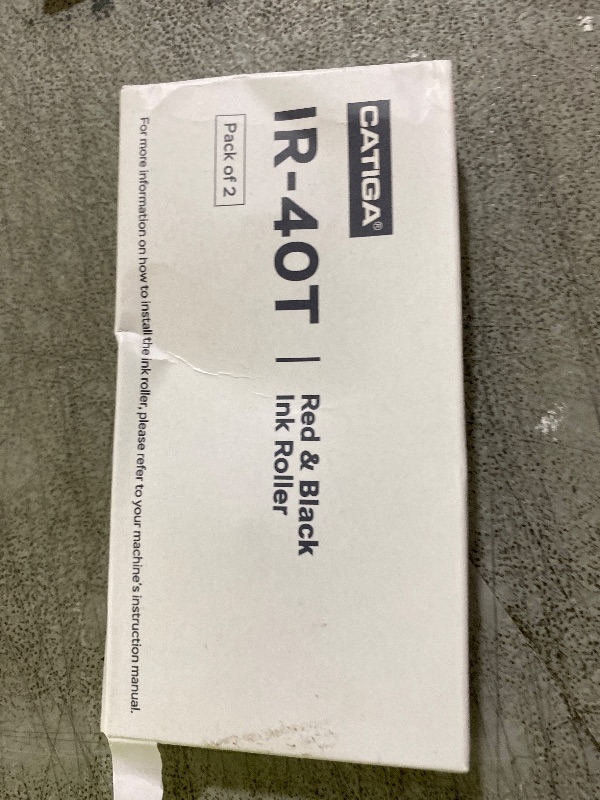 CATIGA®
IR-40T | Red & Black
Ink Roller
Pack of 2
For more information on how to install the ink roller, please refer to your machine's instruction manual.